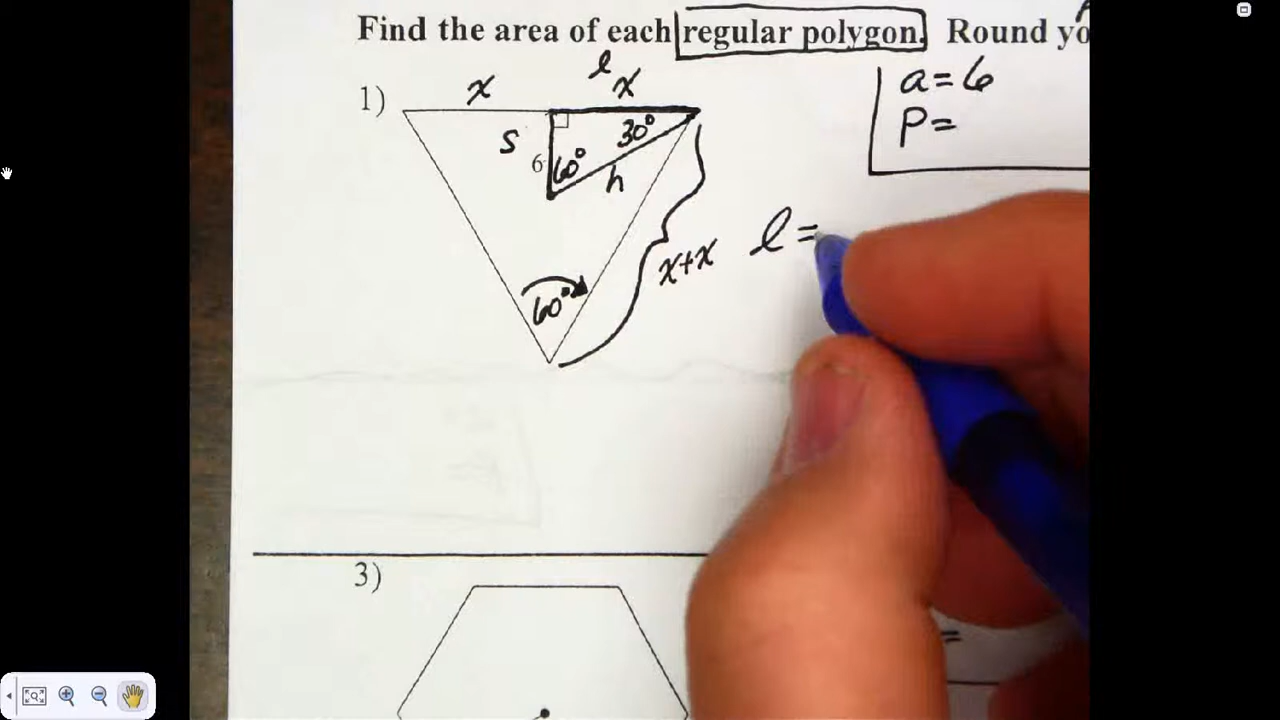 Find the area of each regular polygon. Round yo
1)
x
l
x
a = 6
P =
s
6
60°
30°
h
x+x
l =
60°
3)
=